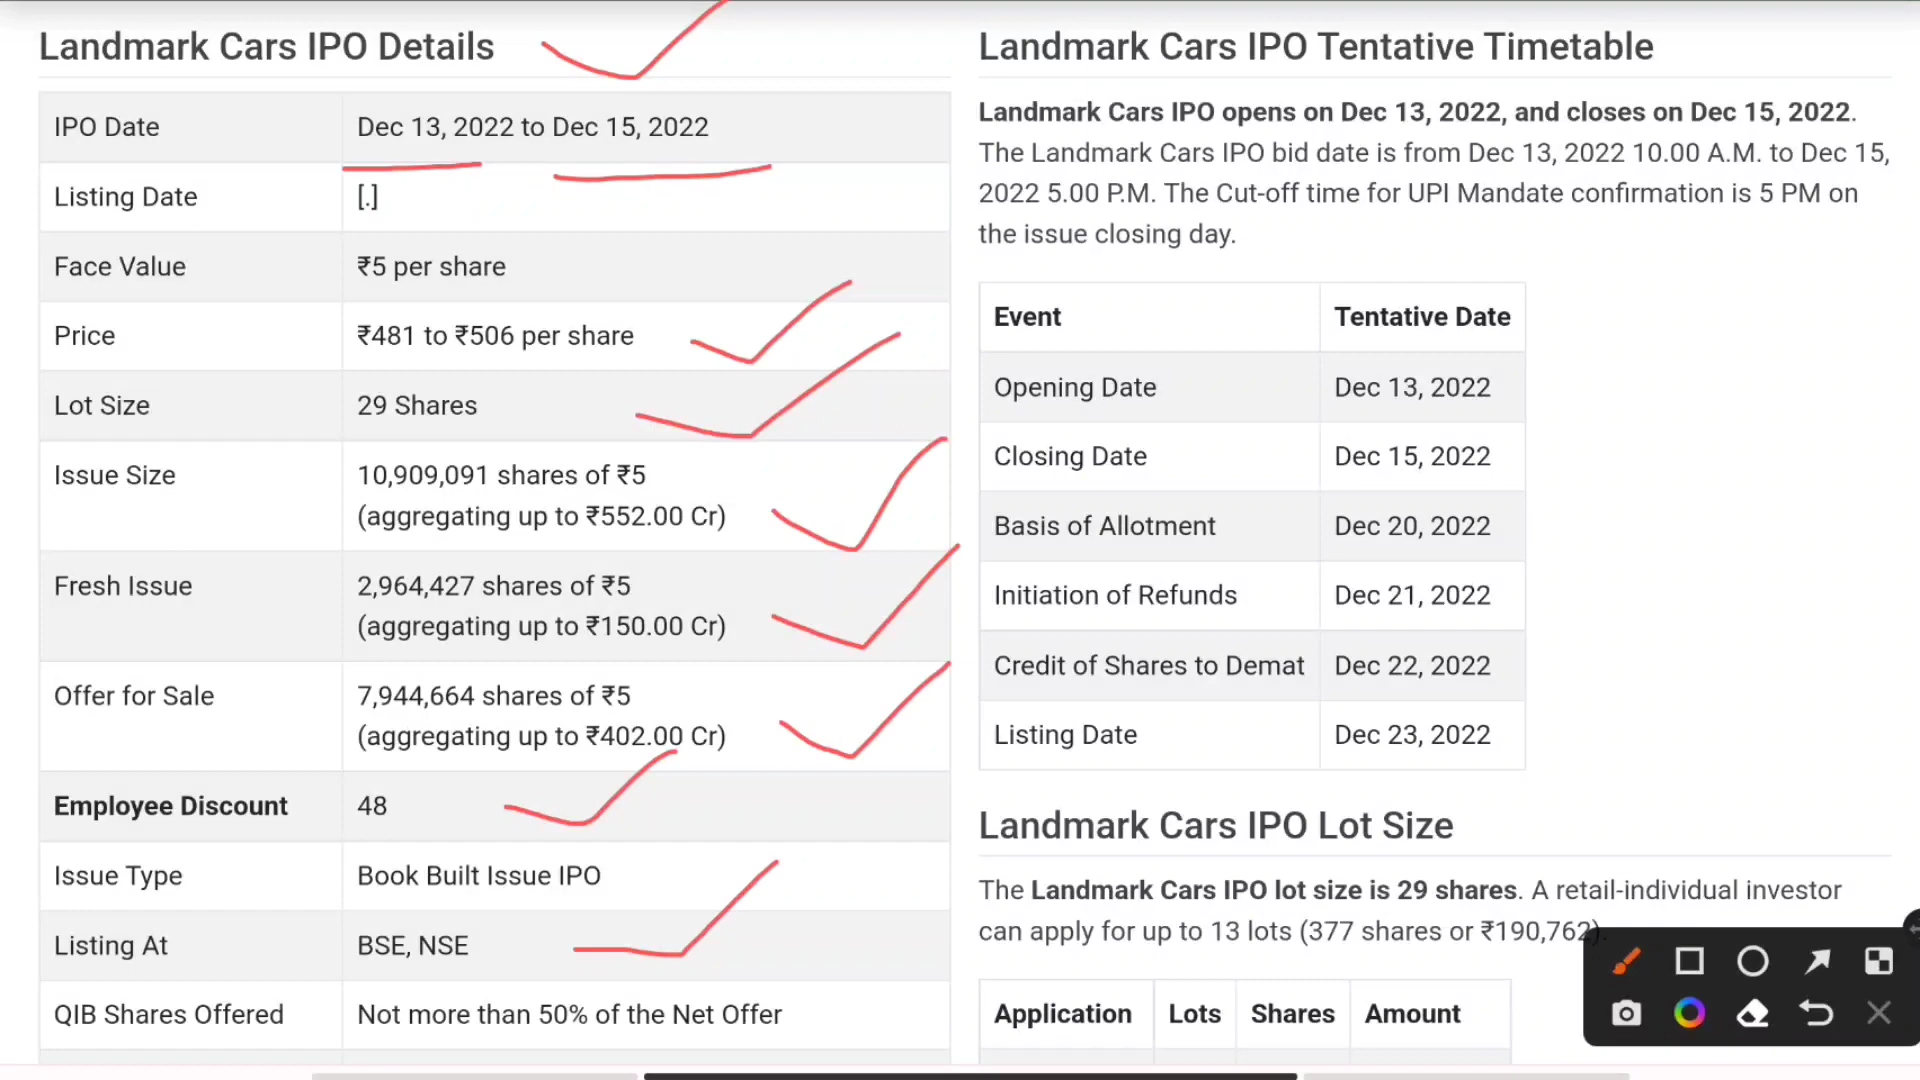 Landmark Cars IPO Details
IPO Date Dec 13, 2022 to Dec 15, 2022
Listing Date [.]
Face Value ₹5 per share
Price ₹481 to ₹506 per share
Lot Size 29 Shares
Issue Size 10,909,091 shares of ₹5
(aggregating up to ₹552.00 Cr)
Fresh Issue 2,964,427 shares of ₹5
(aggregating up to ₹150.00 Cr)
Offer for Sale 7,944,664 shares of ₹5
(aggregating up to ₹402.00 Cr)
Employee Discount 48
Issue Type Book Built Issue IPO
Listing At BSE, NSE
QIB Shares Offered Not more than 50% of the Net Offer
Landmark Cars IPO Tentative Timetable
Landmark Cars IPO opens on Dec 13, 2022, and closes on Dec 15, 2022.
The Landmark Cars IPO bid date is from Dec 13, 2022 10.00 A.M. to Dec 15,
2022 5.00 P.M. The Cut-off time for UPI Mandate confirmation is 5 PM on
the issue closing day.
Event Tentative Date
Opening Date Dec 13, 2022
Closing Date Dec 15, 2022
Basis of Allotment Dec 20, 2022
Initiation of Refunds Dec 21, 2022
Credit of Shares to Demat Dec 22, 2022
Listing Date Dec 23, 2022
Landmark Cars IPO Lot Size
The Landmark Cars IPO lot size is 29 shares. A retail-individual investor
can apply for up to 13 lots (377 shares or ₹190,762).
Application Lots Shares Amount